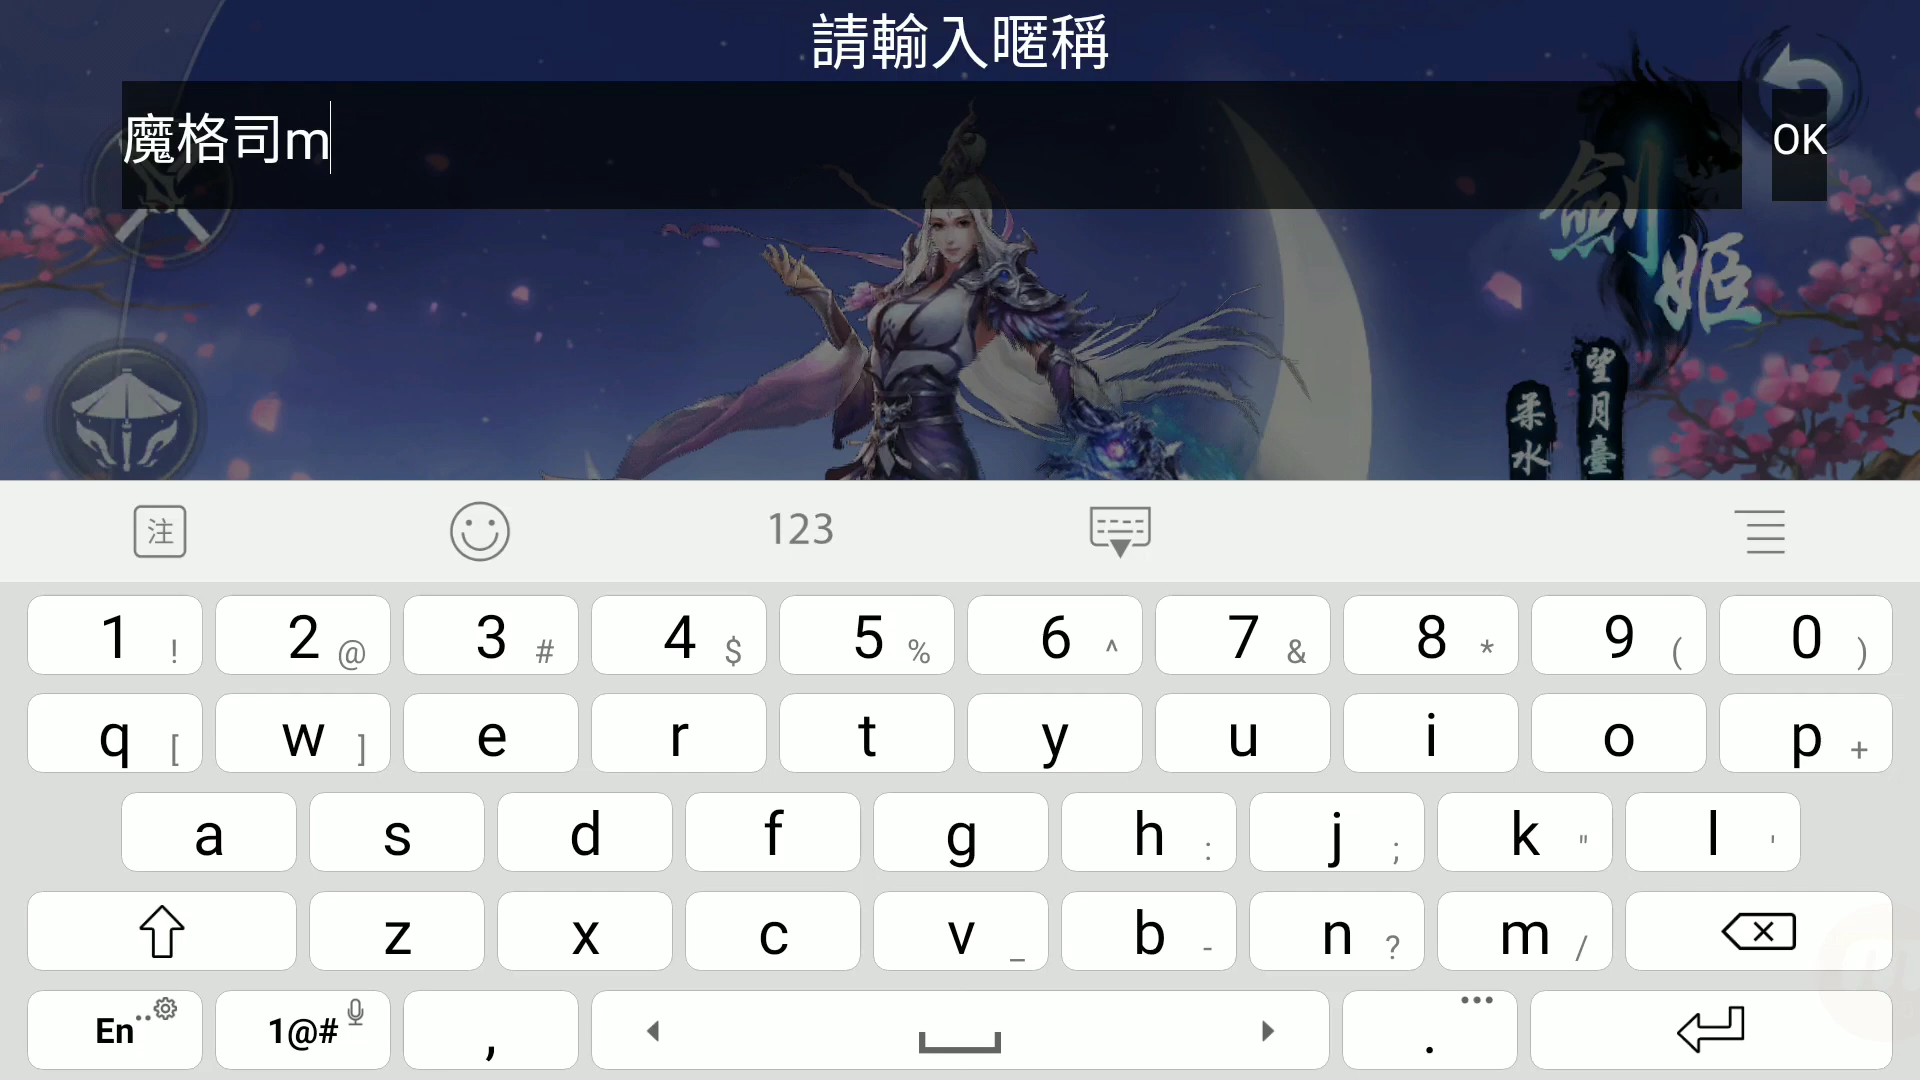 請輸入暱稱
魔格司m
OK
劍姬
望月臺
柔水
注 123
1 ! 2 @ 3 # 4 $ 5 % 6 ^ 7 & 8 * 9 ( 0 )
q [ w ] e r t y u i o p +
a s d f g h : j ; k " l '
z x c v _ b - n ? m /
En 1@# , .